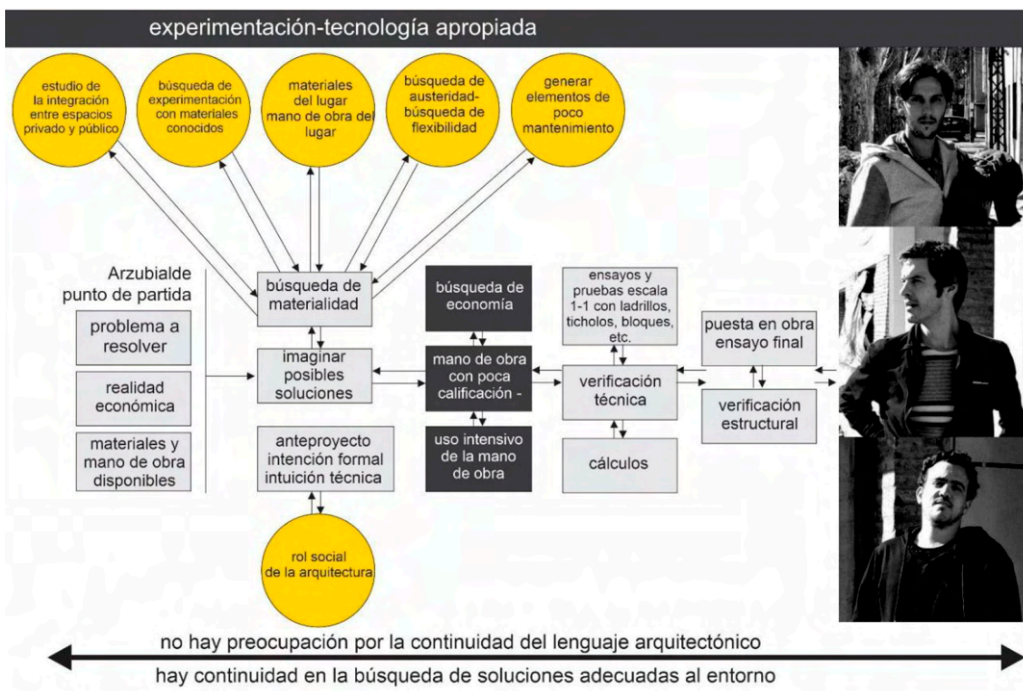 experimentación-tecnología apropiada
estudio de
la integración
entre espacios
privado y público
búsqueda de
experimentación
con materiales
conocidos
materiales
del lugar
mano de obra del
lugar
búsqueda de
austeridad-
búsqueda de
flexibilidad
generar
elementos de
poco
mantenimiento
Arzubialde
punto de partida
problema a
resolver
realidad
económica
materiales y
mano de obra
disponibles
búsqueda de
materialidad
imaginar
posibles
soluciones
anteproyecto
intención formal
intuición técnica
rol social
de la arquitectura
búsqueda de
economía
mano de obra
con poca
calificación -
uso intensivo
de la mano
de obra
ensayos y
pruebas escala
1-1 con ladrillos,
ticholos, bloques,
etc.
verificación
técnica
cálculos
puesta en obra
ensayo final
verificación
estructural
no hay preocupación por la continuidad del lenguaje arquitectónico
hay continuidad en la búsqueda de soluciones adecuadas al entorno